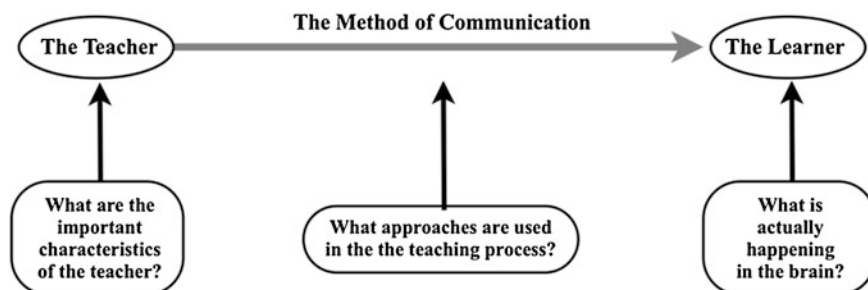 The Method of Communication
The Teacher
The Learner
What are the
important
characteristics
of the teacher?
What approaches are used
in the the teaching process?
What is
actually
happening
in the brain?